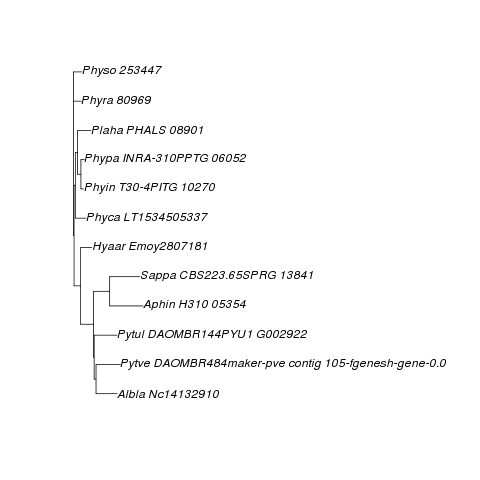 Physo 253447
Phyra 80969
Plaha PHALS 08901
Phypa INRA-310PPTG 06052
Phyin T30-4PITG 10270
Phyca LT1534505337
Hyaar Emoy2807181
Sappa CBS223.65SPRG 13841
Aphin H310 05354
Pytul DAOMBR144PYU1 G002922
Pytve DAOMBR484maker-pve contig 105-fgenesh-gene-0.0
Albla Nc14132910